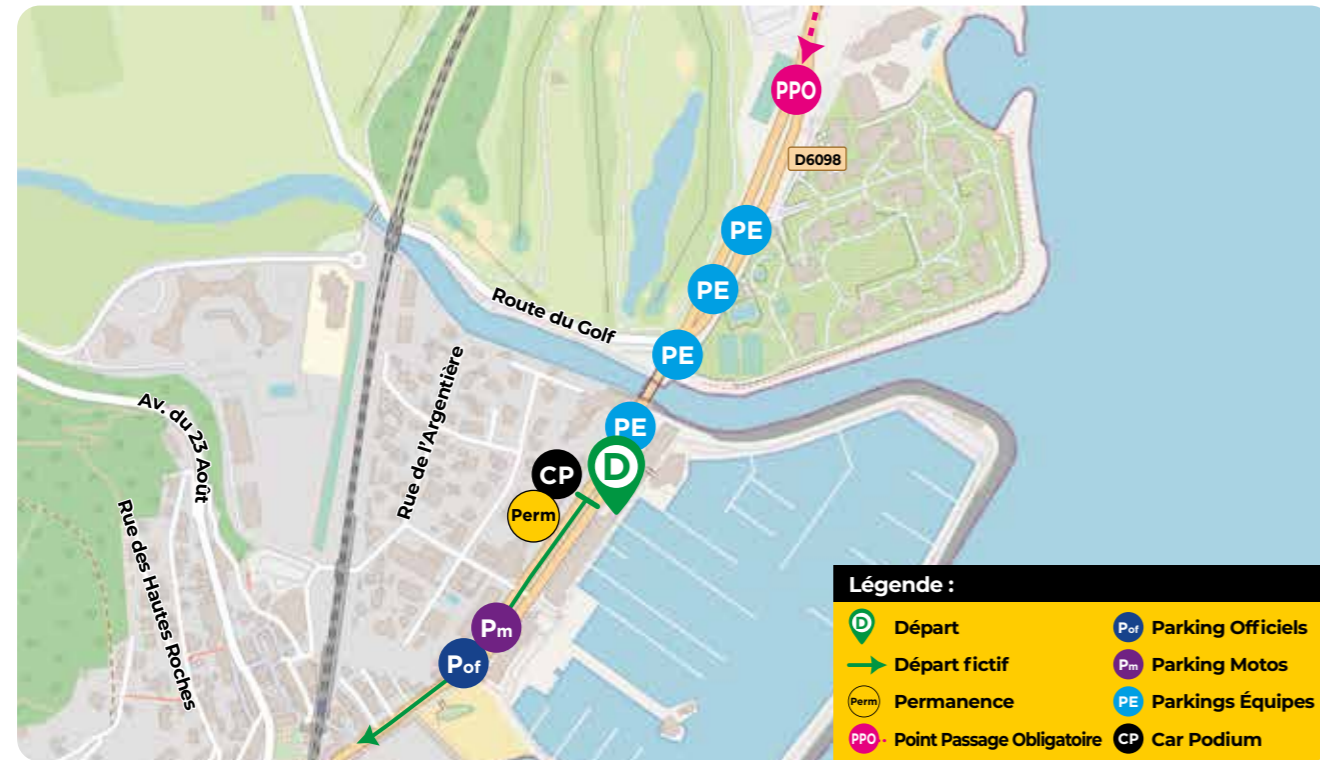 PPO
D6098
PE
PE
Route du Golf
PE
Rue de l'Argentière
Av. du 23 Août
PE
D
CP
Perm
Rue des Hautes Roches
Pm
Pof
Légende :
D Départ
Départ fictif
Perm Permanence
PPO Point Passage Obligatoire
Pof Parking Officiels
Pm Parking Motos
PE Parkings Équipes
CP Car Podium